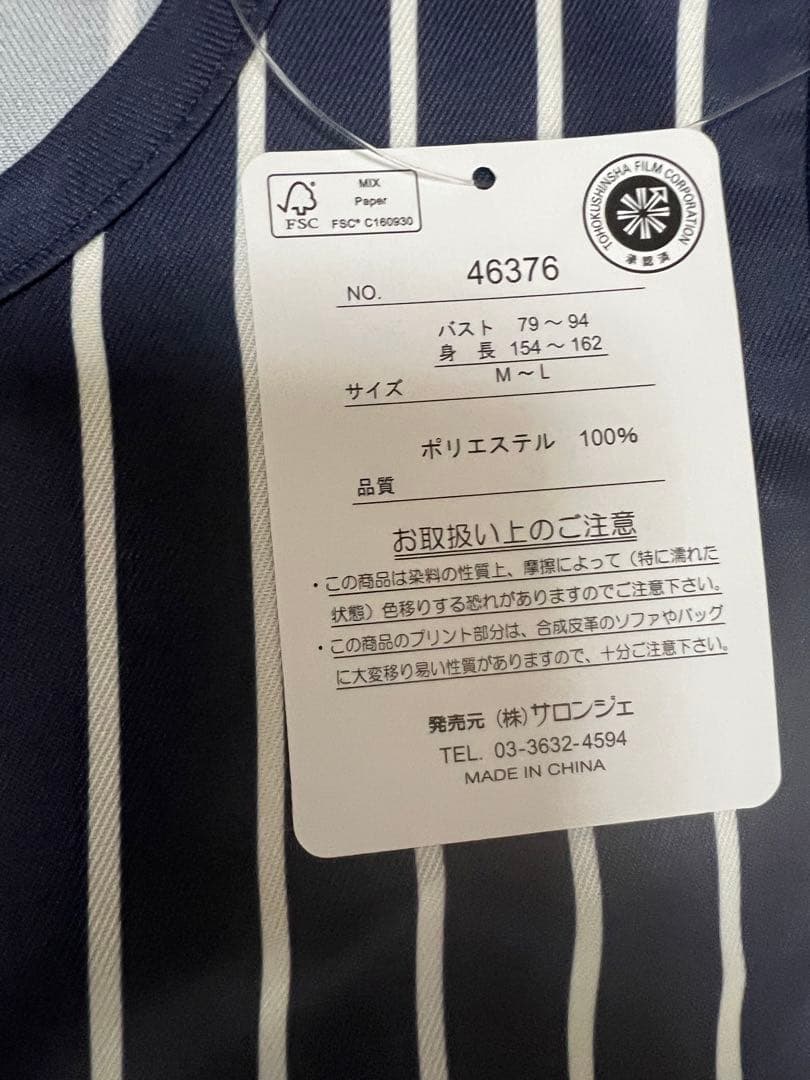 MIX
Paper
FSC
FSC® C160930
TOHOKUSHINSHA FILM CORPORATION
承認済
NO. 46376
バスト 79～94
身 長 154～162
M～L
サイズ
ポリエステル 100%
品質
お取扱い上のご注意
・この商品は染料の性質上、摩擦によって（特に濡れた
状態）色移りする恐れがありますのでご注意下さい。
・この商品のプリント部分は、合成皮革のソファやバッグ
に大変移り易い性質がありますので、十分ご注意下さい。
発売元 (株)サロンジェ
TEL. 03-3632-4594
MADE IN CHINA